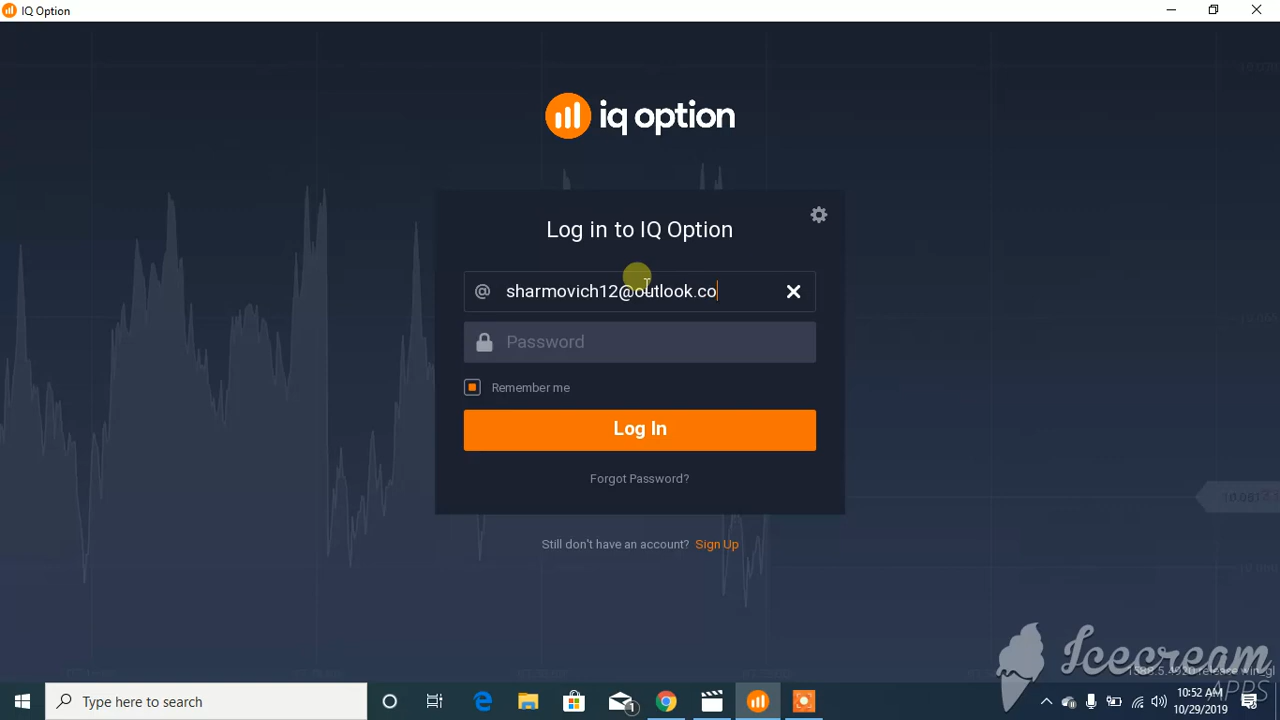 IQ Option
iq option
Log in to IQ Option
@ sharmovich12@outlook.co
Password
Remember me
Log In
Forgot Password?
Still don't have an account? Sign Up
Icecream
APPS
Type here to search
1
10:52 AM
10/29/2019